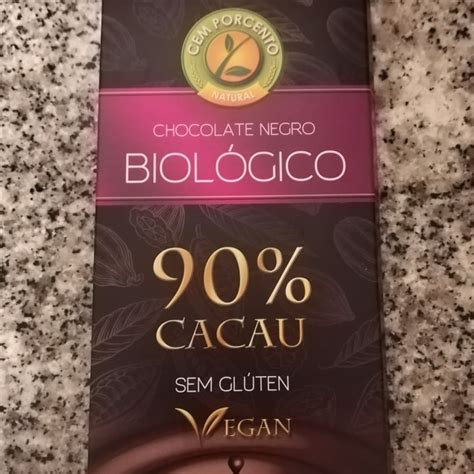 CEM PORCENTO
NATURAL
CHOCOLATE NEGRO
BIOLÓGICO
90%
CACAU
SEM GLÚTEN
VEGAN